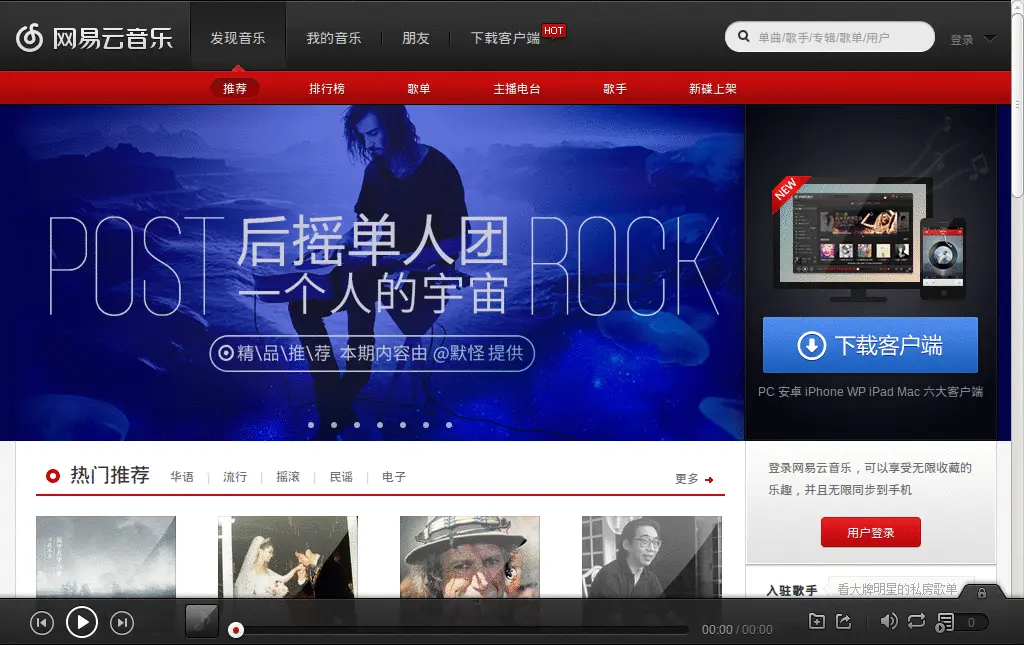 网易云音乐
发现音乐
我的音乐
朋友
下载客户端
HOT
单曲/歌手/专辑/歌单/用户
登录
推荐
排行榜
歌单
主播电台
歌手
新碟上架
POST
后摇单人团
一个人的宇宙
ROCK
精\品\推\荐 本期内容由 @默怪 提供
NEW
下载客户端
PC 安卓 iPhone WP iPad Mac 六大客户端
热门推荐
华语
流行
摇滚
民谣
电子
更多
登录网易云音乐，可以享受无限收藏的
乐趣，并且无限同步到手机
用户登录
入驻歌手
看大牌明星的私房歌单
00:00 / 00:00
0